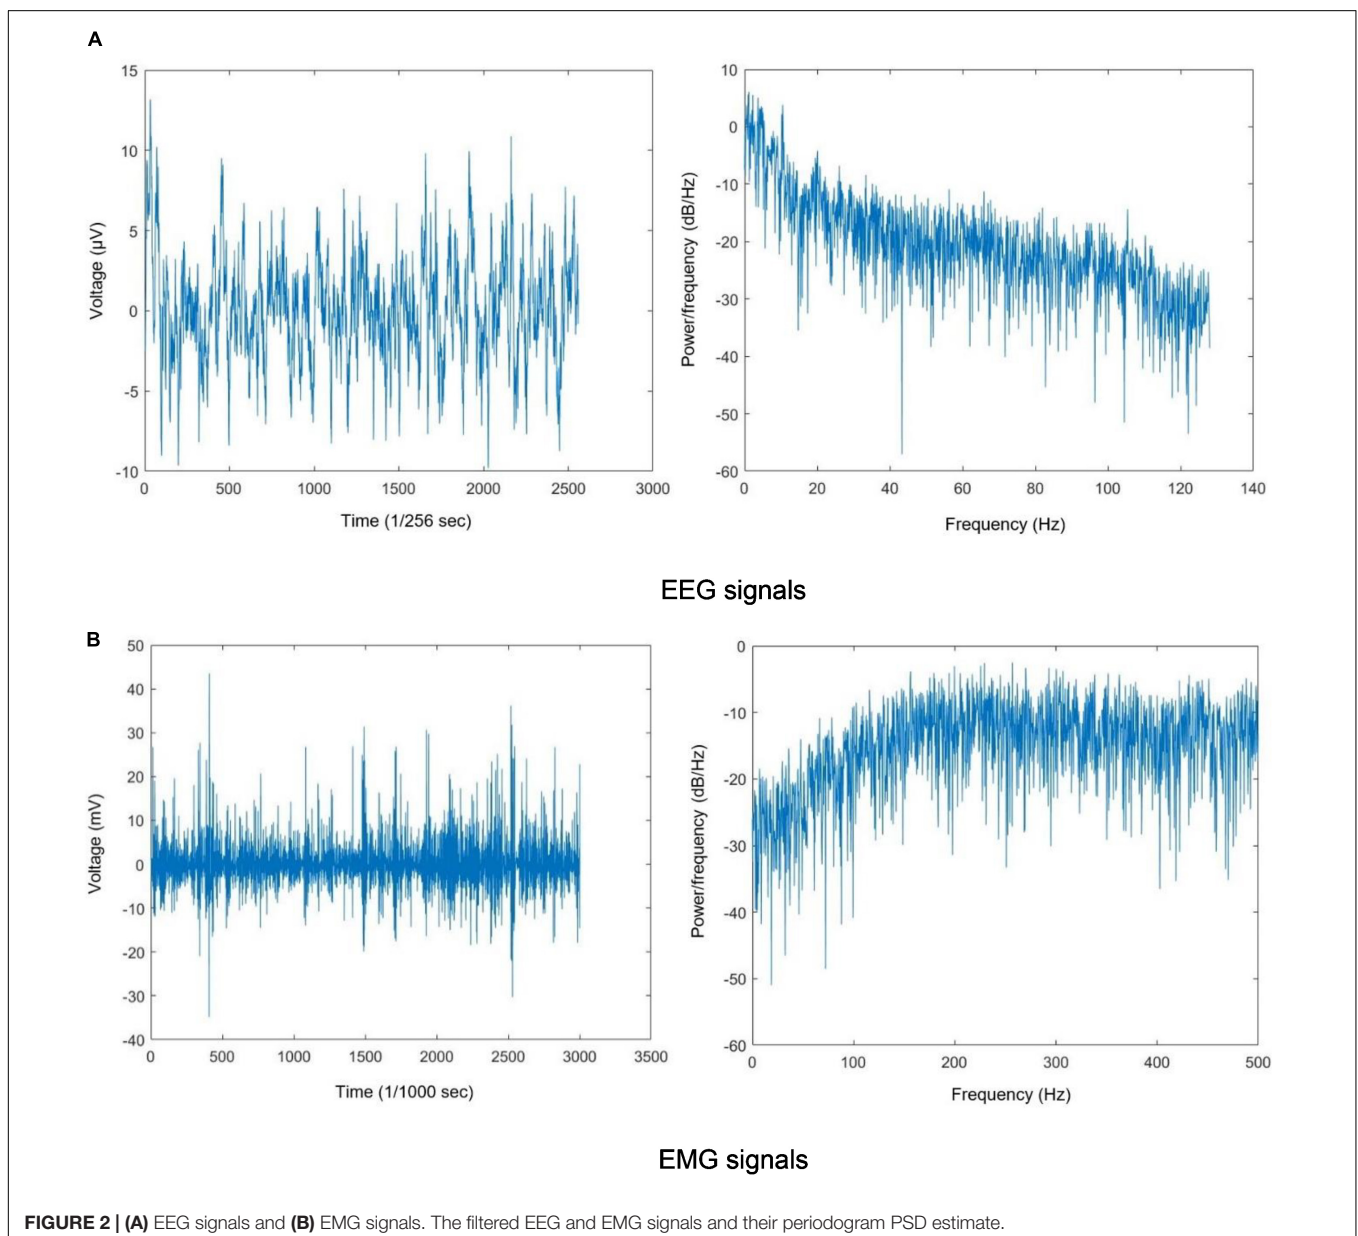 A
15
10
5
0
-5
-10
0 500 1000 1500 2000 2500 3000
Voltage (µV)
Time (1/256 sec)
10
0
-10
-20
-30
-40
-50
-60
0 20 40 60 80 100 120 140
Power/frequency (dB/Hz)
Frequency (Hz)
EEG signals
B
50
40
30
20
10
0
-10
-20
-30
-40
0 500 1000 1500 2000 2500 3000 3500
Voltage (mV)
Time (1/1000 sec)
0
-10
-20
-30
-40
-50
-60
0 100 200 300 400 500
Power/frequency (dB/Hz)
Frequency (Hz)
EMG signals
FIGURE 2 | (A) EEG signals and (B) EMG signals. The filtered EEG and EMG signals and their periodogram PSD estimate.